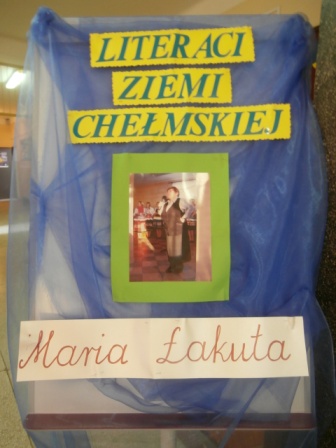 LITERACI
ZIEMI
CHEŁMSKIEJ
Maria Łakuta